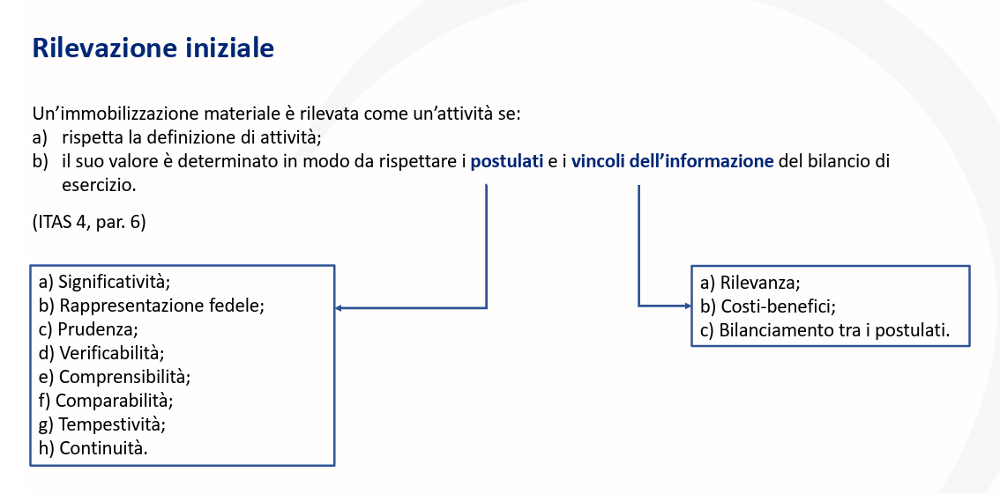 Rilevazione iniziale
Un’immobilizzazione materiale è rilevata come un’attività se:
a) rispetta la definizione di attività;
b) il suo valore è determinato in modo da rispettare i postulati e i vincoli dell’informazione del bilancio di
esercizio.
(ITAS 4, par. 6)
a) Significatività;
b) Rappresentazione fedele;
c) Prudenza;
d) Verificabilità;
e) Comprensibilità;
f) Comparabilità;
g) Tempestività;
h) Continuità.
a) Rilevanza;
b) Costi-benefici;
c) Bilanciamento tra i postulati.